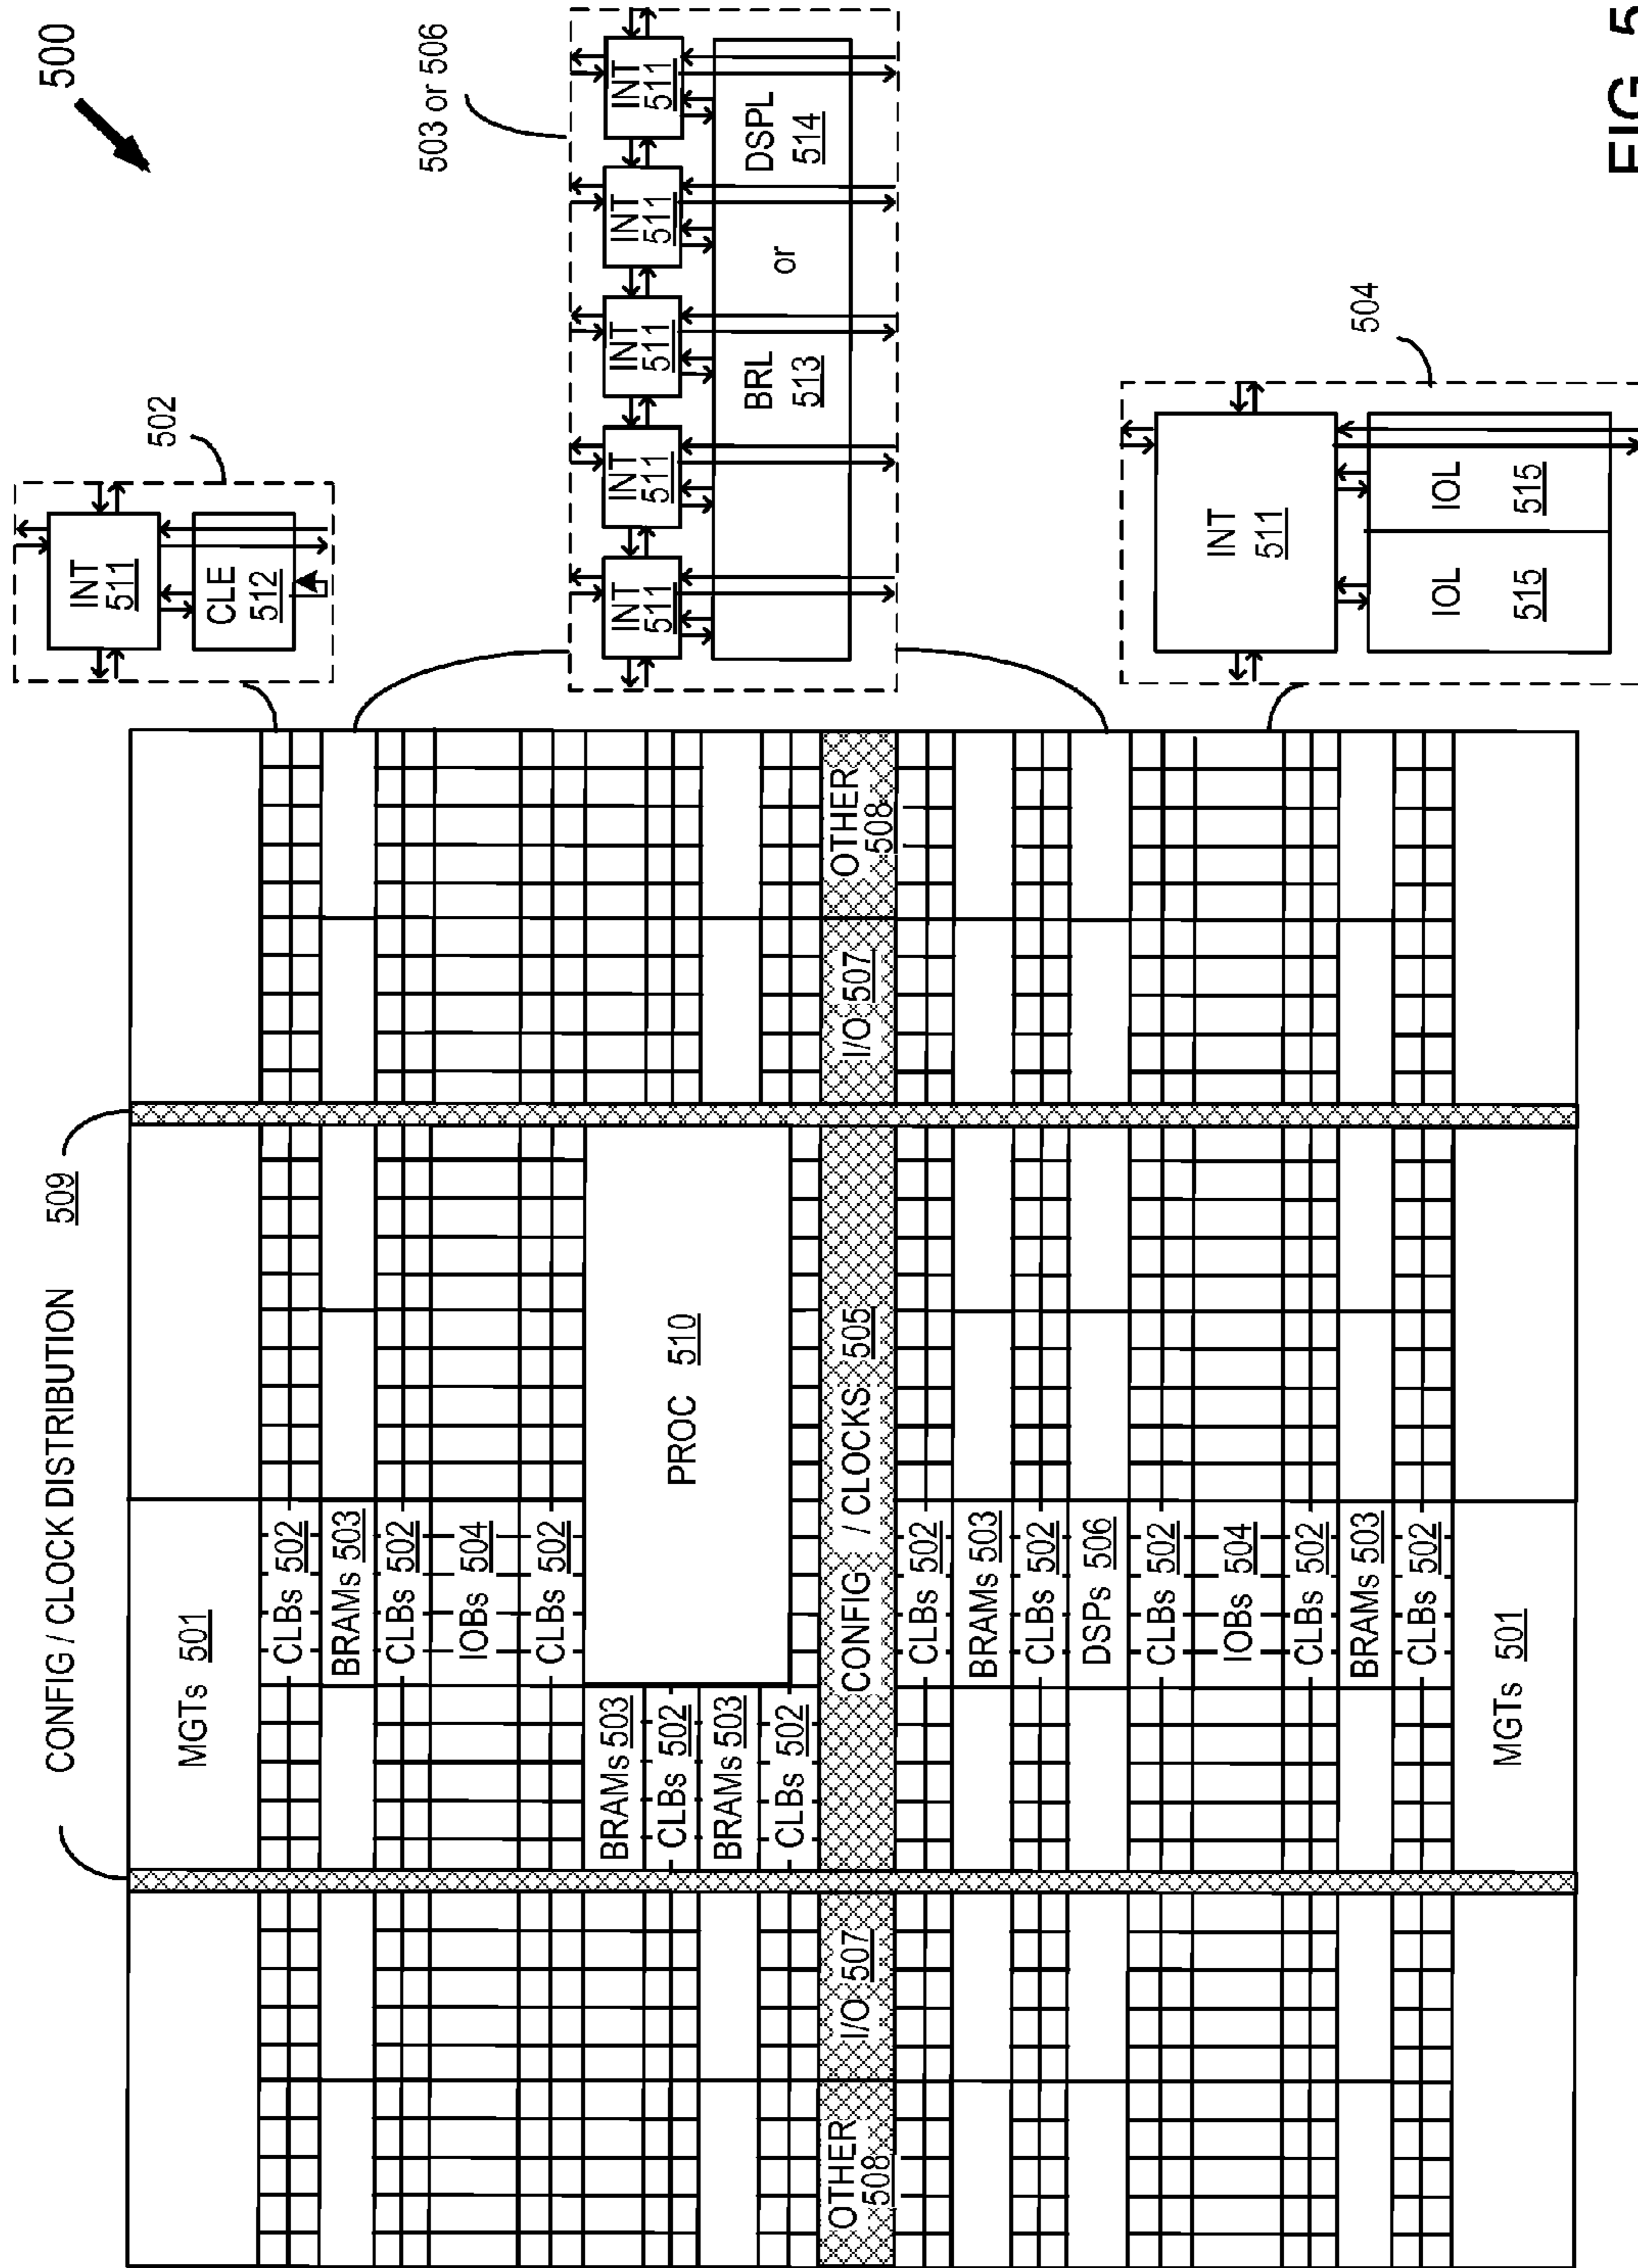 CONFIG / CLOCK DISTRIBUTION 509
500
MGTs 501
CLBs 502
BRAMs 503
CLBs 502
IOBs 504
CLBs 502
BRAMs 503
CLBs 502
BRAMs 503
CLBs 502
PROC 510
OTHER
508
I/O 507
CONFIG / CLOCKS 505
I/O 507
OTHER
508
CLBs 502
BRAMs 503
CLBs 502
DSPs 506
CLBs 502
IOBs 504
CLBs 502
BRAMs 503
CLBs 502
MGTs 501
502
INT
511
CLE
512
503 or 506
INT
511
INT
511
INT
511
INT
511
INT
511
BRL
513
or
DSPL
514
504
INT
511
IOL
515
IOL
515
FIG. 5